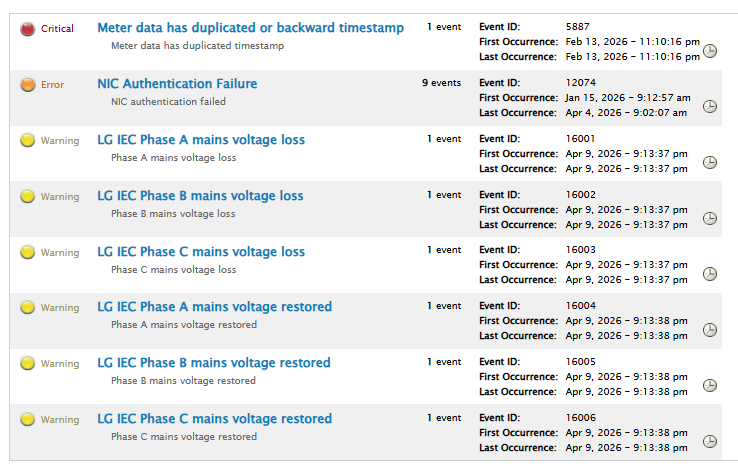 Critical Meter data has duplicated or backward timestamp 1 event Event ID: 5887
Meter data has duplicated timestamp First Occurrence: Feb 13, 2026 - 11:10:16 pm
Last Occurrence: Feb 13, 2026 - 11:10:16 pm
Error NIC Authentication Failure 9 events Event ID: 12074
NIC authentication failed First Occurrence: Jan 15, 2026 - 9:12:57 am
Last Occurrence: Apr 4, 2026 - 9:02:07 am
Warning LG IEC Phase A mains voltage loss 1 event Event ID: 16001
Phase A mains voltage loss First Occurrence: Apr 9, 2026 - 9:13:37 pm
Last Occurrence: Apr 9, 2026 - 9:13:37 pm
Warning LG IEC Phase B mains voltage loss 1 event Event ID: 16002
Phase B mains voltage loss First Occurrence: Apr 9, 2026 - 9:13:37 pm
Last Occurrence: Apr 9, 2026 - 9:13:37 pm
Warning LG IEC Phase C mains voltage loss 1 event Event ID: 16003
Phase C mains voltage loss First Occurrence: Apr 9, 2026 - 9:13:37 pm
Last Occurrence: Apr 9, 2026 - 9:13:37 pm
Warning LG IEC Phase A mains voltage restored 1 event Event ID: 16004
Phase A mains voltage restored First Occurrence: Apr 9, 2026 - 9:13:38 pm
Last Occurrence: Apr 9, 2026 - 9:13:38 pm
Warning LG IEC Phase B mains voltage restored 1 event Event ID: 16005
Phase B mains voltage restored First Occurrence: Apr 9, 2026 - 9:13:38 pm
Last Occurrence: Apr 9, 2026 - 9:13:38 pm
Warning LG IEC Phase C mains voltage restored 1 event Event ID: 16006
Phase C mains voltage restored First Occurrence: Apr 9, 2026 - 9:13:38 pm
Last Occurrence: Apr 9, 2026 - 9:13:38 pm